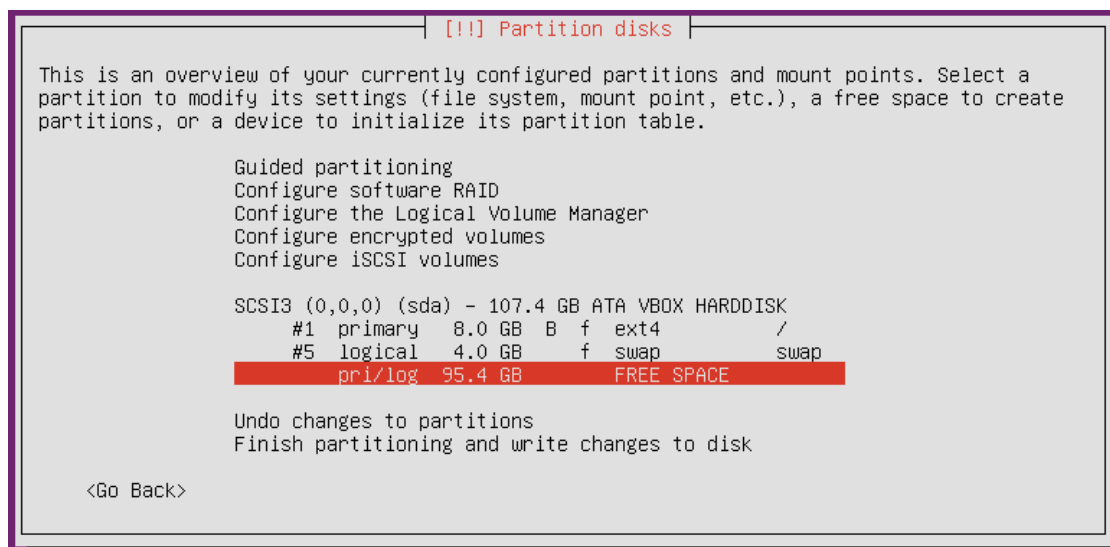 [!!] Partition disks
This is an overview of your currently configured partitions and mount points. Select a
partition to modify its settings (file system, mount point, etc.), a free space to create
partitions, or a device to initialize its partition table.
Guided partitioning
Configure software RAID
Configure the Logical Volume Manager
Configure encrypted volumes
Configure iSCSI volumes
SCSI3 (0,0,0) (sda) - 107.4 GB ATA VBOX HARDDISK
#1 primary 8.0 GB B f ext4 /
#5 logical 4.0 GB f swap swap
pri/log 95.4 GB FREE SPACE
Undo changes to partitions
Finish partitioning and write changes to disk
<Go Back>